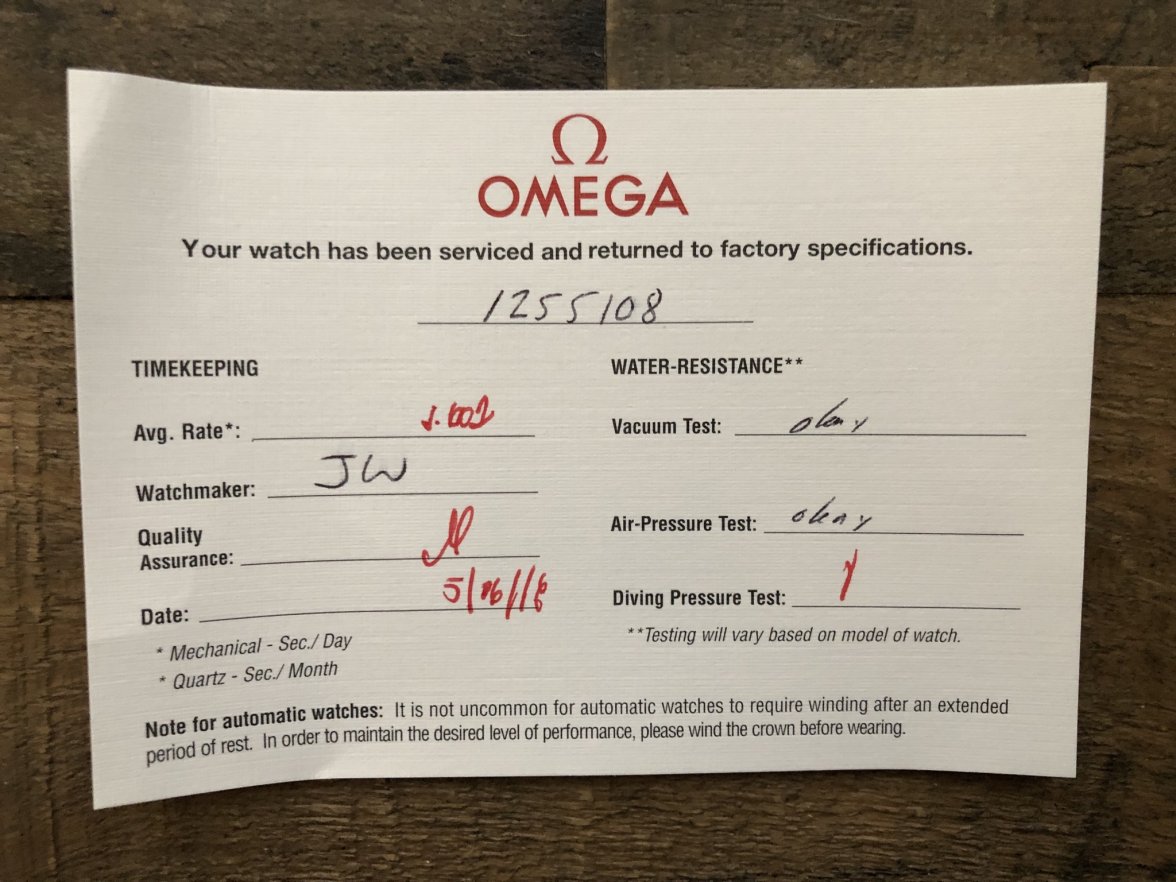 Ω
OMEGA
Your watch has been serviced and returned to factory specifications.
1255108
TIMEKEEPING
Avg. Rate*:
Watchmaker: JW
Quality
Assurance:
Date:
* Mechanical - Sec./ Day
* Quartz - Sec./ Month
WATER-RESISTANCE**
Vacuum Test: okay
Air-Pressure Test: okay
Diving Pressure Test:
**Testing will vary based on model of watch.
Note for automatic watches: It is not uncommon for automatic watches to require winding after an extended
period of rest. In order to maintain the desired level of performance, please wind the crown before wearing.